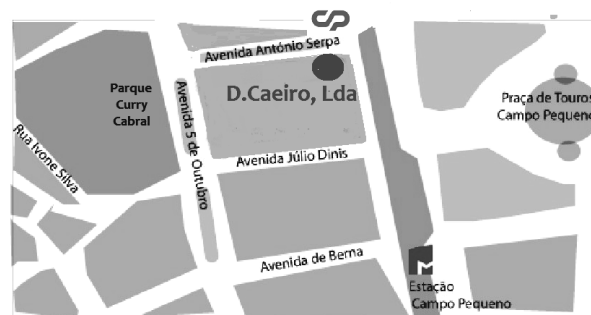 CP
Avenida António Serpa
D.Caeiro, Lda
Parque
Curry
Cabral
Avenida 5 de Outubro
Praça de Touros
Campo Pequeno
Rua Ivone Silva
Avenida Júlio Dinis
Avenida de Berna
M
Estação
Campo Pequeno